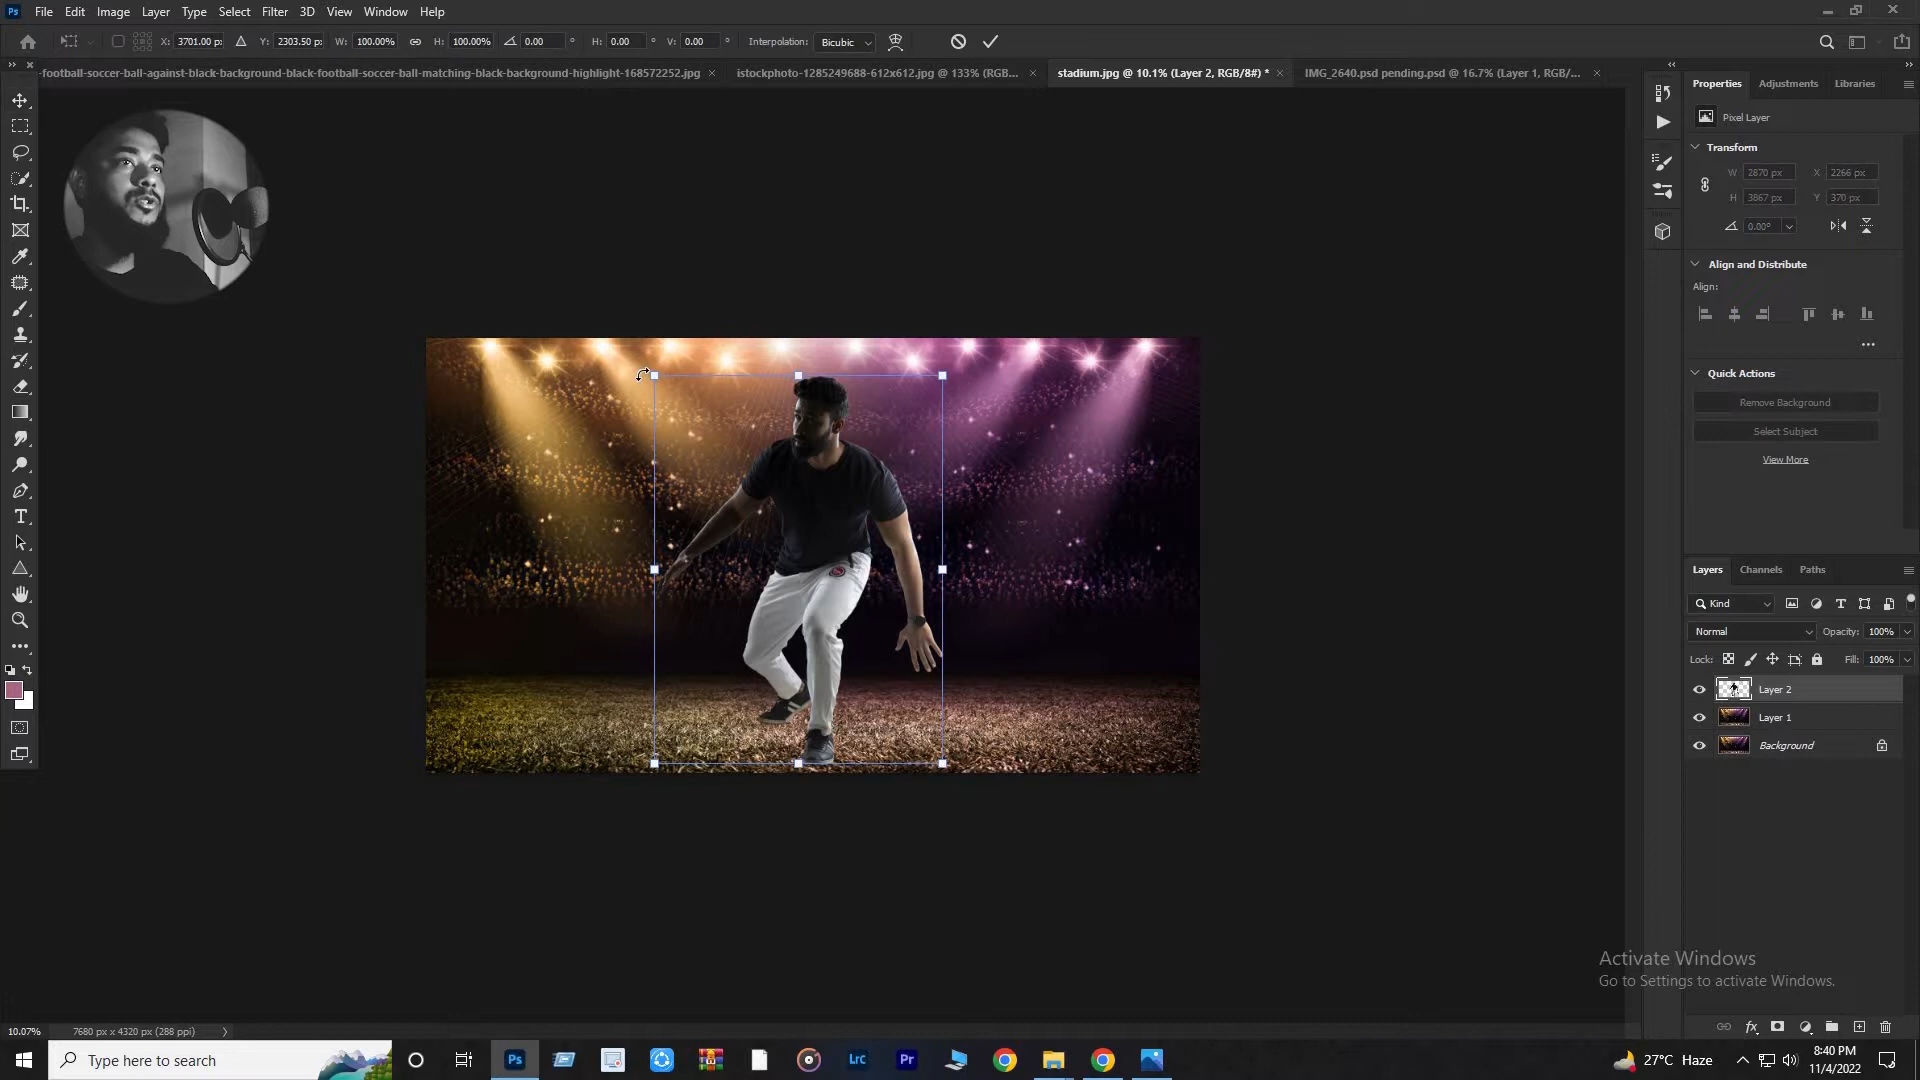 Ps File Edit Image Layer Type Select Filter 3D View Window Help
X: 3701.00 px Y: 2303.50 px W: 100.00% H: 100.00% 0.00 ° H: 0.00 ° V: 0.00 ° Interpolation: Bicubic
-football-soccer-ball-against-black-background-black-football-soccer-ball-matching-black-background-highlight-168572252.jpg × istockphoto-1285249688-612x612.jpg @ 133% (RGB... × stadium.jpg @ 10.1% (Layer 2, RGB/8#) * × IMG_2640.psd pending.psd @ 16.7% (Layer 1, RGB/... ×
Properties Adjustments Libraries
Pixel Layer
Transform
W 2870 px X 2266 px
H 3867 px Y 370 px
0.00°
Align and Distribute
Align:
Quick Actions
Remove Background
Select Subject
View More
Layers Channels Paths
Kind
Normal Opacity: 100%
Lock: Fill: 100%
Layer 2
Layer 1
Background
Activate Windows
Go to Settings to activate Windows.
10.07% 7680 px x 4320 px (288 ppi)
Type here to search
Ps Lrc Pr
27°C Haze
8:40 PM
11/4/2022